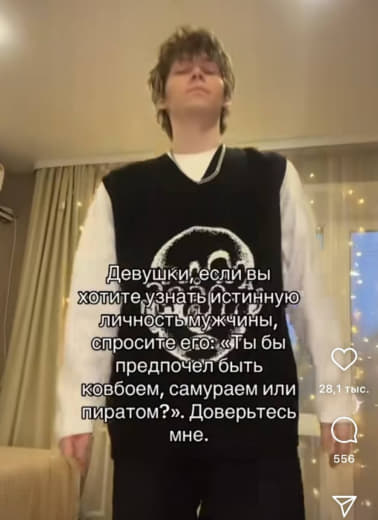 Девушки, если вы
хотите узнать истинную
личность мужчины,
спросите его: «Ты бы
предпочел быть
ковбоем, самураем или
пиратом?». Доверьтесь
мне.
28,1 тыс.
556